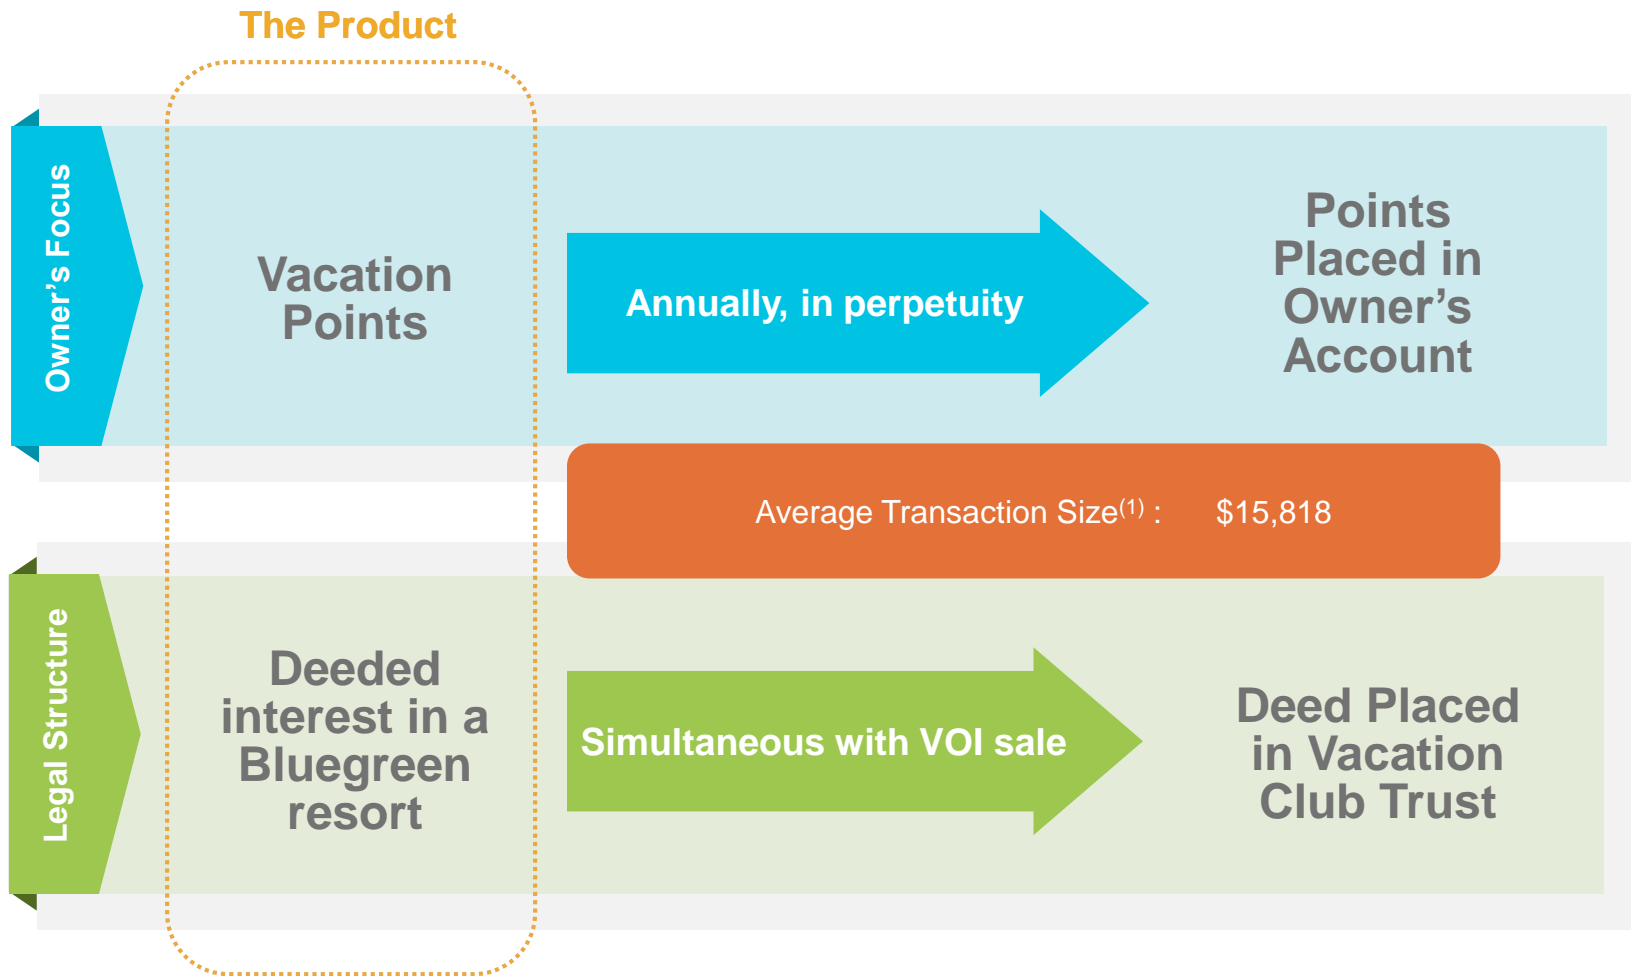 The Product
Owner’s Focus
Vacation
Points
Annually, in perpetuity
Points
Placed in
Owner’s
Account
Average Transaction Size(1) : $15,818
Legal Structure
Deeded
interest in a
Bluegreen
resort
Simultaneous with VOI sale
Deed Placed
in Vacation
Club Trust